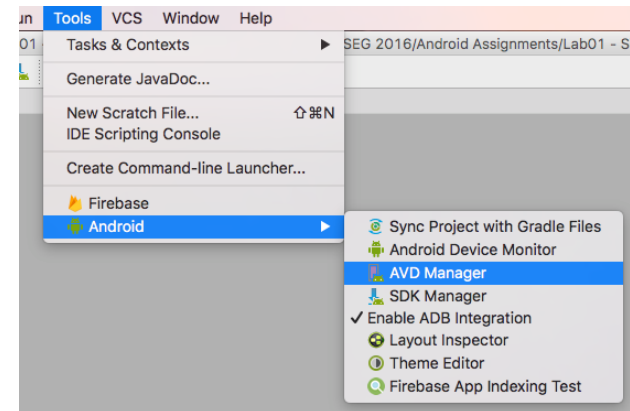 un Tools VCS Window Help
01 SEG 2016/Android Assignments/Lab01 - S
Tasks & Contexts
Generate JavaDoc...
New Scratch File... ⇧⌘N
IDE Scripting Console
Create Command-line Launcher...
Firebase
Android
Sync Project with Gradle Files
Android Device Monitor
AVD Manager
SDK Manager
✓ Enable ADB Integration
Layout Inspector
Theme Editor
Firebase App Indexing Test